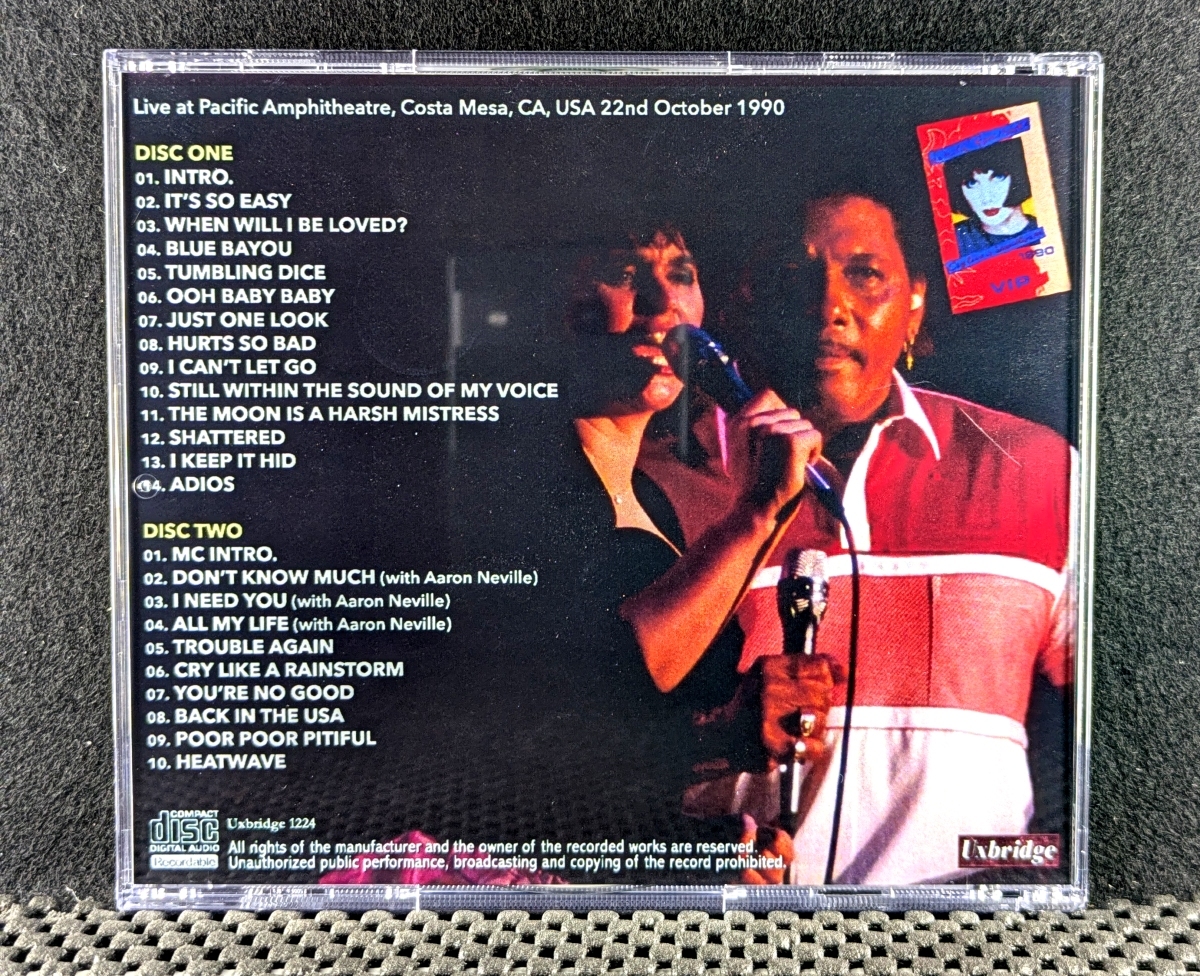 Live at Pacific Amphitheatre, Costa Mesa, CA, USA 22nd October 1990
DISC ONE
01. INTRO.
02. IT'S SO EASY
03. WHEN WILL I BE LOVED?
04. BLUE BAYOU
05. TUMBLING DICE
06. OOH BABY BABY
07. JUST ONE LOOK
08. HURTS SO BAD
09. I CAN'T LET GO
10. STILL WITHIN THE SOUND OF MY VOICE
11. THE MOON IS A HARSH MISTRESS
12. SHATTERED
13. I KEEP IT HID
14. ADIOS
DISC TWO
01. MC INTRO.
02. DON'T KNOW MUCH (with Aaron Neville)
03. I NEED YOU (with Aaron Neville)
04. ALL MY LIFE (with Aaron Neville)
05. TROUBLE AGAIN
06. CRY LIKE A RAINSTORM
07. YOU'RE NO GOOD
08. BACK IN THE USA
09. POOR POOR PITIFUL
10. HEATWAVE
1990
VIP
COMPACT
disc
DIGITAL AUDIO
Recordable
Uxbridge 1224
All rights of the manufacturer and the owner of the recorded works are reserved.
Unauthorized public performance, broadcasting and copying of the record prohibited.
Uxbridge